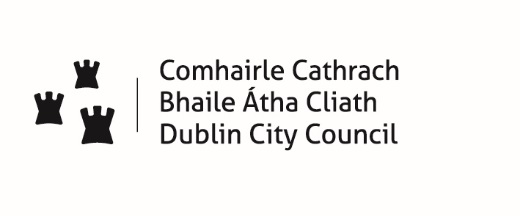 Comhairle Cathrach
Bhaile Átha Cliath
Dublin City Council